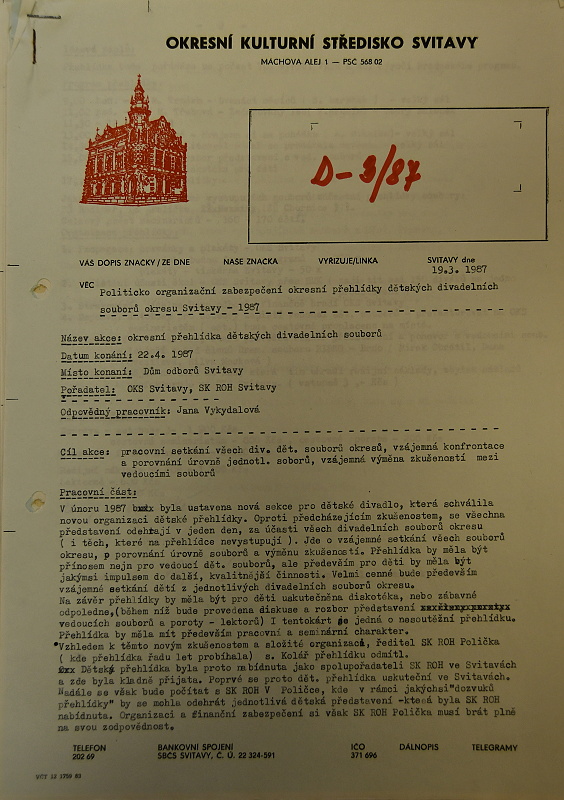 OKRESNÍ KULTURNÍ STŘEDISKO SVITAVY
MÁCHOVA ALEJ 1 — PSČ 568 02
D-3/87
VÁŠ DOPIS ZNAČKY/ZE DNE NAŠE ZNAČKA VYŘIZUJE/LINKA SVITAVY dne
19.3. 1987
VĚC
Politicko organizační zabezpečení okresní přehlídky dětských divadelních
souborů okresu Svitavy - 1987
Název akce: okresní přehlídka dětských divadelních souborů
Datum konání: 22.4. 1987
Místo konaní: Dům odborů Svitavy
Pořadatel: OKS Svitavy, SK ROH Svitavy
Odpovědný pracovník: Jana Vykydalová
Cíl akce: pracovní setkání všech div. dět. souborů okresů, vzájemná konfrontace
a porovnání úrovně jednotl. soborů, vzájemná výměna zkušeností mezi
vedoucími souborů
Pracovní část:
V únoru 1987 byla ustavena nová sekce pro dětské divadlo, která schválila
novou organizaci dětské přehlídky. Oproti předcházejícím zkušenostem, se všechna
představení odehrají v jeden den, za účasti všech divadelních souborů okresu
( i těch, které na přehlídce nevystupují ). Jde o vzájemné setkání všech souborů
okresu, p porovnání úrovně souborů a výměnu zkušeností. Přehlídka by měla být
přínosem nejn pro vedoucí dět. souborů, ale především pro děti by měla být
jakýmsi impulsem do další, kvalitnější činnosti. Velmi cenné bude především
vzájemné setkání dětí z jednotlivých divadelních souborů okresu.
Na závěr přehlídky by měla být pro děti uskutečněna diskotéka, nebo zábavné
odpoledne,(během níž bude provedena diskuse a rozbor představení
vedoucích souborů a poroty - lektorů) I tentokárt je jedná o nesoutěžní přehlídku.
Přehlídka by měla mít především pracovní a seminární charakter.
Vzhledem k těmto novým zkušenostem a složité organizaci, ředitel SK ROH Polička
( kde přehlídka řadu let probíhala) s. Kolář přehlídku odmítl.
Dětská přehlídka byla proto nabídnuta jako spolupořadateli SK ROH ve Svitavách
a zde byla kladně přijata. Poprvé se proto dět. přehlídka uskuteční ve Svitavách.
Nadále se však bude počítat s SK ROH V Poličce, kde v rámci jakýchsi"dozvuků
přehlídky" by se mohla odehrát jednotlivá dětská představení -která byla SK ROH
nabídnuta. Organizaci a finanční zabezpečení si však SK ROH Polička musí brát plně
na svou zodpovědnost.
TELEFON BANKOVNÍ SPOJENÍ IČO DÁLNOPIS TELEGRAMY
202 69 SBČS SVITAVY, Č. Ú. 22 324-591 371 696
VČT 12 1759 83